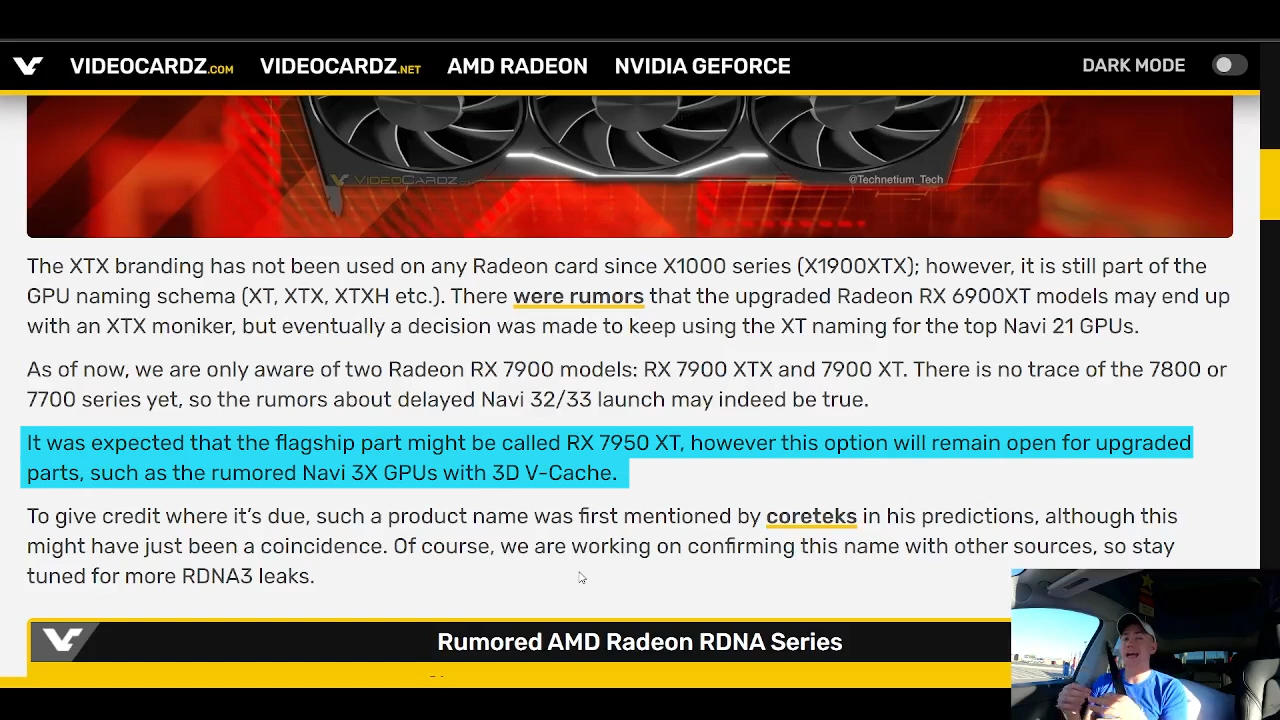 VIDEOCARDZ.COM VIDEOCARDZ.NET AMD RADEON NVIDIA GEFORCE DARK MODE
VIDEOCARDZ @Technetium_Tech
The XTX branding has not been used on any Radeon card since X1000 series (X1900XTX); however, it is still part of the
GPU naming schema (XT, XTX, XTXH etc.). There were rumors that the upgraded Radeon RX 6900XT models may end up
with an XTX moniker, but eventually a decision was made to keep using the XT naming for the top Navi 21 GPUs.
As of now, we are only aware of two Radeon RX 7900 models: RX 7900 XTX and 7900 XT. There is no trace of the 7800 or
7700 series yet, so the rumors about delayed Navi 32/33 launch may indeed be true.
It was expected that the flagship part might be called RX 7950 XT, however this option will remain open for upgraded
parts, such as the rumored Navi 3X GPUs with 3D V-Cache.
To give credit where it’s due, such a product name was first mentioned by coreteks in his predictions, although this
might have just been a coincidence. Of course, we are working on confirming this name with other sources, so stay
tuned for more RDNA3 leaks.
Rumored AMD Radeon RDNA Series